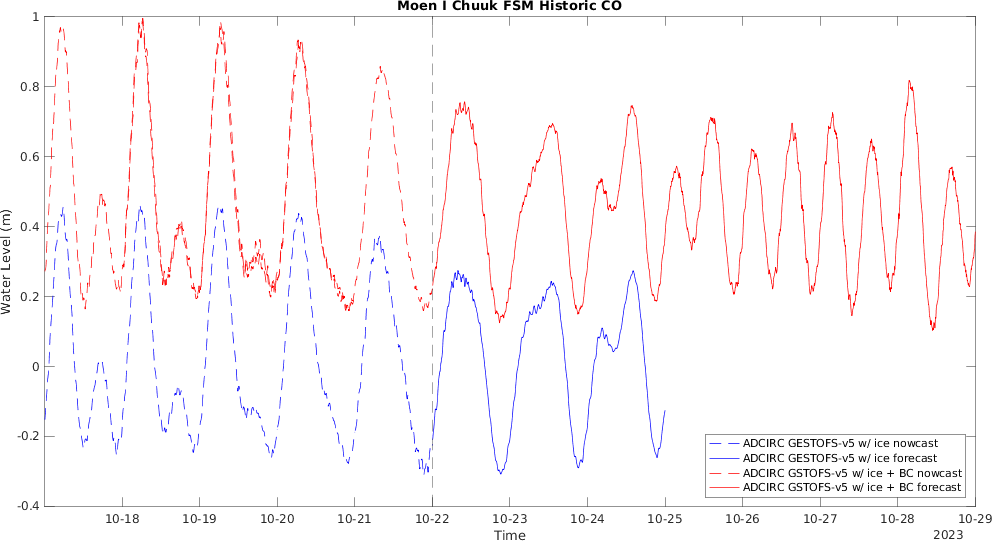 Moen I Chuuk FSM Historic CO
1
0.8
0.6
0.4
0.2
0
-0.2
-0.4
Water Level (m)
10-18 10-19 10-20 10-21 10-22 10-23 10-24 10-25 10-26 10-27 10-28 10-29
Time
2023
ADCIRC GESTOFS-v5 w/ ice nowcast
ADCIRC GESTOFS-v5 w/ ice forecast
ADCIRC GSTOFS-v5 w/ ice + BC nowcast
ADCIRC GSTOFS-v5 w/ ice + BC forecast